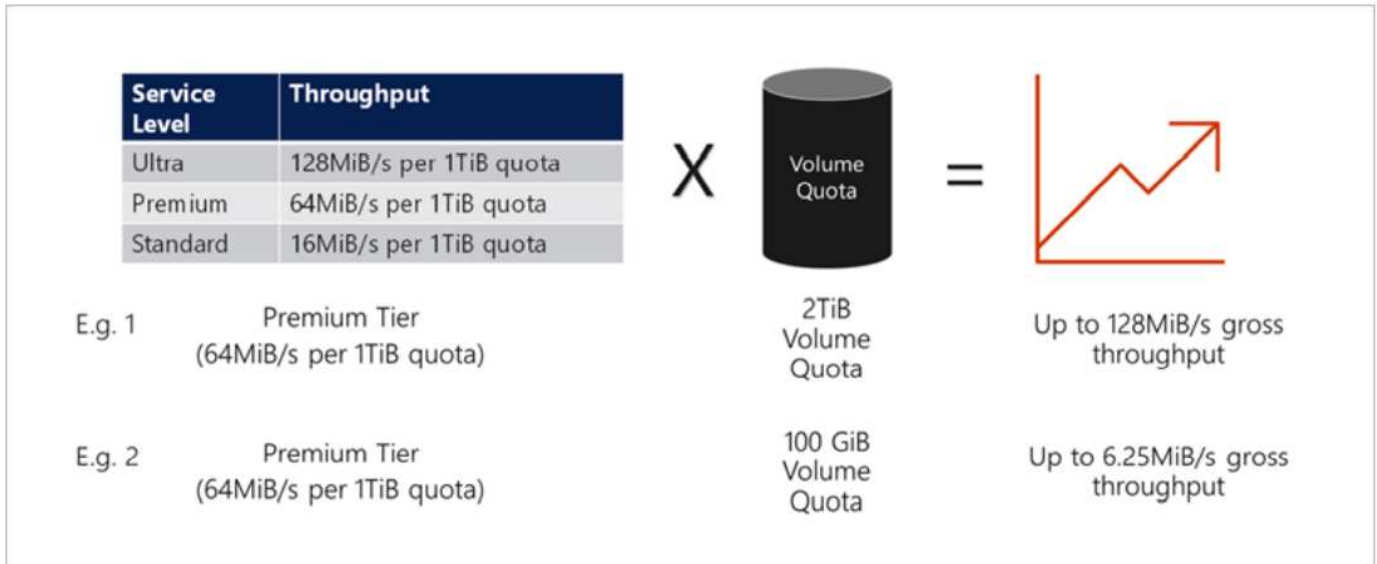 Service Level
Throughput
Ultra 128MiB/s per 1TiB quota
Premium 64MiB/s per 1TiB quota
Standard 16MiB/s per 1TiB quota
X
Volume
Quota
=
E.g. 1
Premium Tier
(64MiB/s per 1TiB quota)
2TiB
Volume
Quota
Up to 128MiB/s gross
throughput
E.g. 2
Premium Tier
(64MiB/s per 1TiB quota)
100 GiB
Volume
Quota
Up to 6.25MiB/s gross
throughput